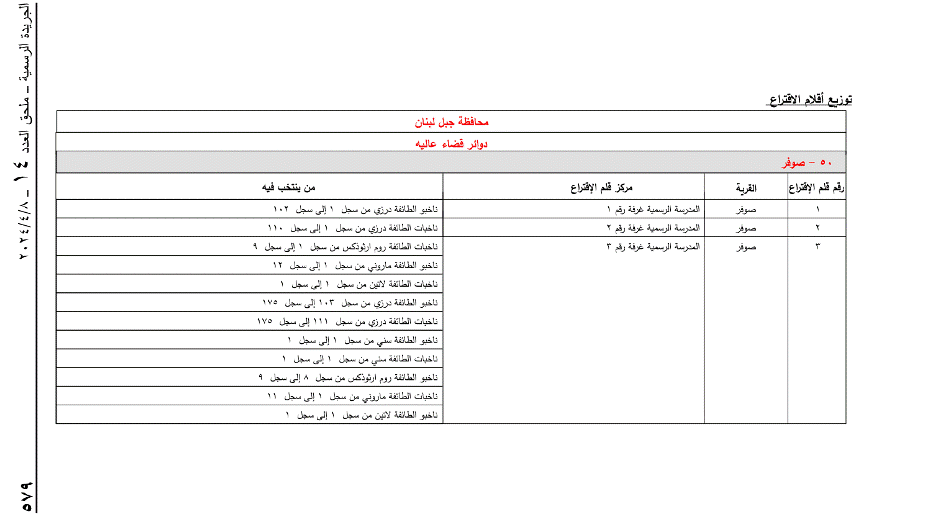 الجريدة الرسمية – ملحق العدد ١٤ – ٢٠٢٤/٤/٨
توزيع أقلام الاقتراع
محافظة جبل لبنان
دوائر قضاء عاليه
٥٠ - صوفر
رقم قلم الإقتراع القرية مركز قلم الإقتراع من ينتخب فيه
١ صوفر المدرسة الرسمية غرفة رقم ١ ناخبو الطائفة درزي من سجل ١ إلى سجل ١٠٢
٢ صوفر المدرسة الرسمية غرفة رقم ٢ ناخبات الطائفة درزي من سجل ١ إلى سجل ١١٠
٣ صوفر المدرسة الرسمية غرفة رقم ٣ ناخبات الطائفة روم ارثوذكس من سجل ١ إلى سجل ٩
ناخبو الطائفة ماروني من سجل ١ إلى سجل ١٢
ناخبات الطائفة لاتين من سجل ١ إلى سجل ١
ناخبو الطائفة درزي من سجل ١٠٣ إلى سجل ١٧٥
ناخبات الطائفة درزي من سجل ١١١ إلى سجل ١٧٥
ناخبو الطائفة سني من سجل ١ إلى سجل ١
ناخبات الطائفة سني من سجل ١ إلى سجل ١
ناخبو الطائفة روم ارثوذكس من سجل ٨ إلى سجل ٩
ناخبات الطائفة ماروني من سجل ١ إلى سجل ١١
ناخبو الطائفة لاتين من سجل ١ إلى سجل ١
٥٧٩